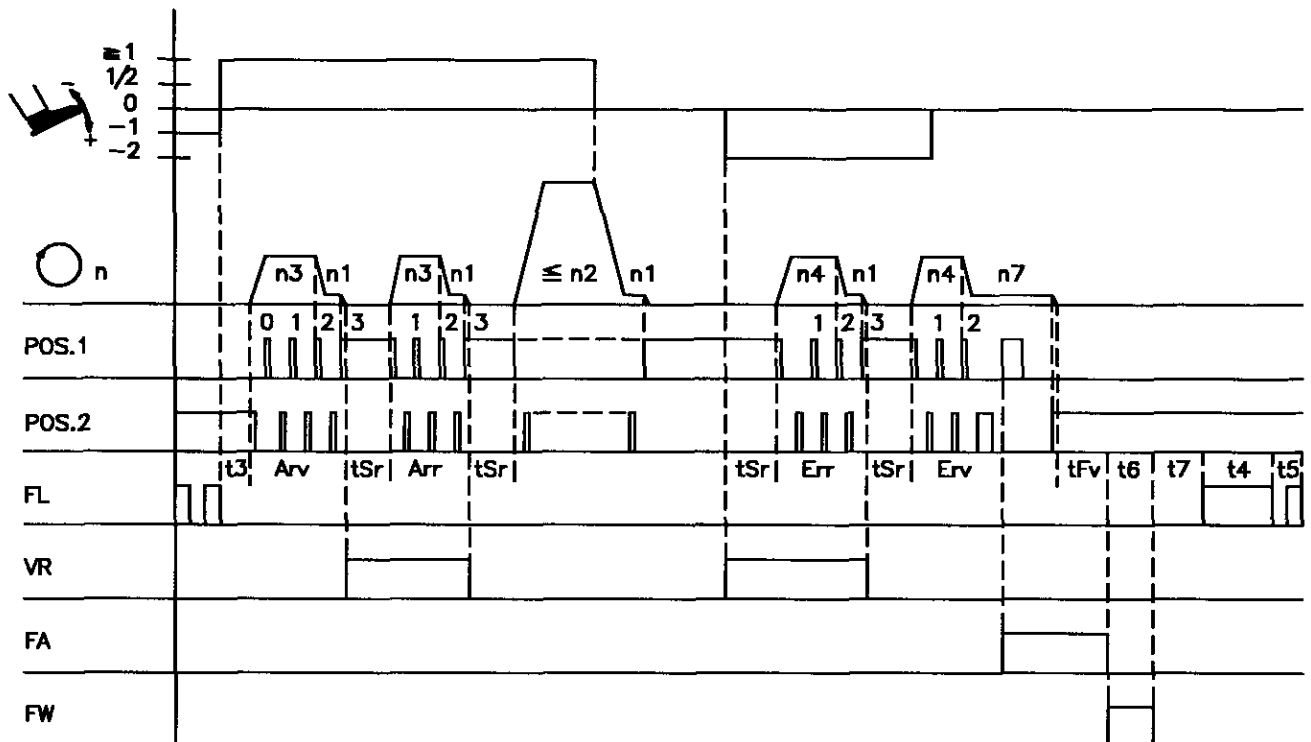 ≧1
1/2
0
-1
-2
-
+
n
n3 n1 n3 n1 ≦ n2 n1 n4 n1 n4 n7
0 1 2 3 1 2 3 1 2 3 1 2
POS.1
POS.2
t3 Arv tSr Arr tSr tSr Err tSr Erv tFv t6 t7 t4 t5
FL
VR
FA
FW